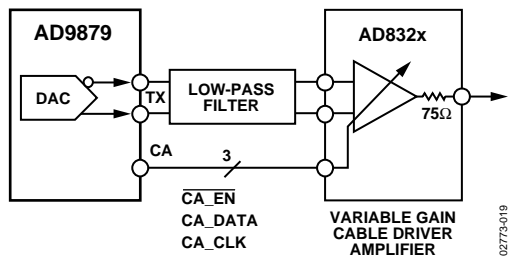 AD9879
AD832x
DAC
TX
LOW-PASS
FILTER
75Ω
CA
3
CA_EN
CA_DATA
CA_CLK
VARIABLE GAIN
CABLE DRIVER
AMPLIFIER
02773-019